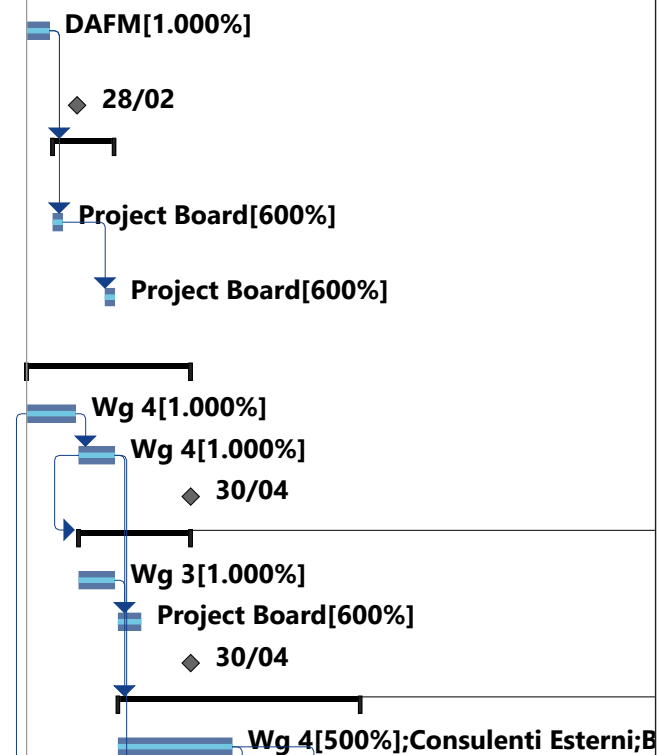 DAFM[1.000%]
28/02
Project Board[600%]
Project Board[600%]
Wg 4[1.000%]
Wg 4[1.000%]
30/04
Wg 3[1.000%]
Project Board[600%]
30/04
Wg 4[500%];Consulenti Esterni;B